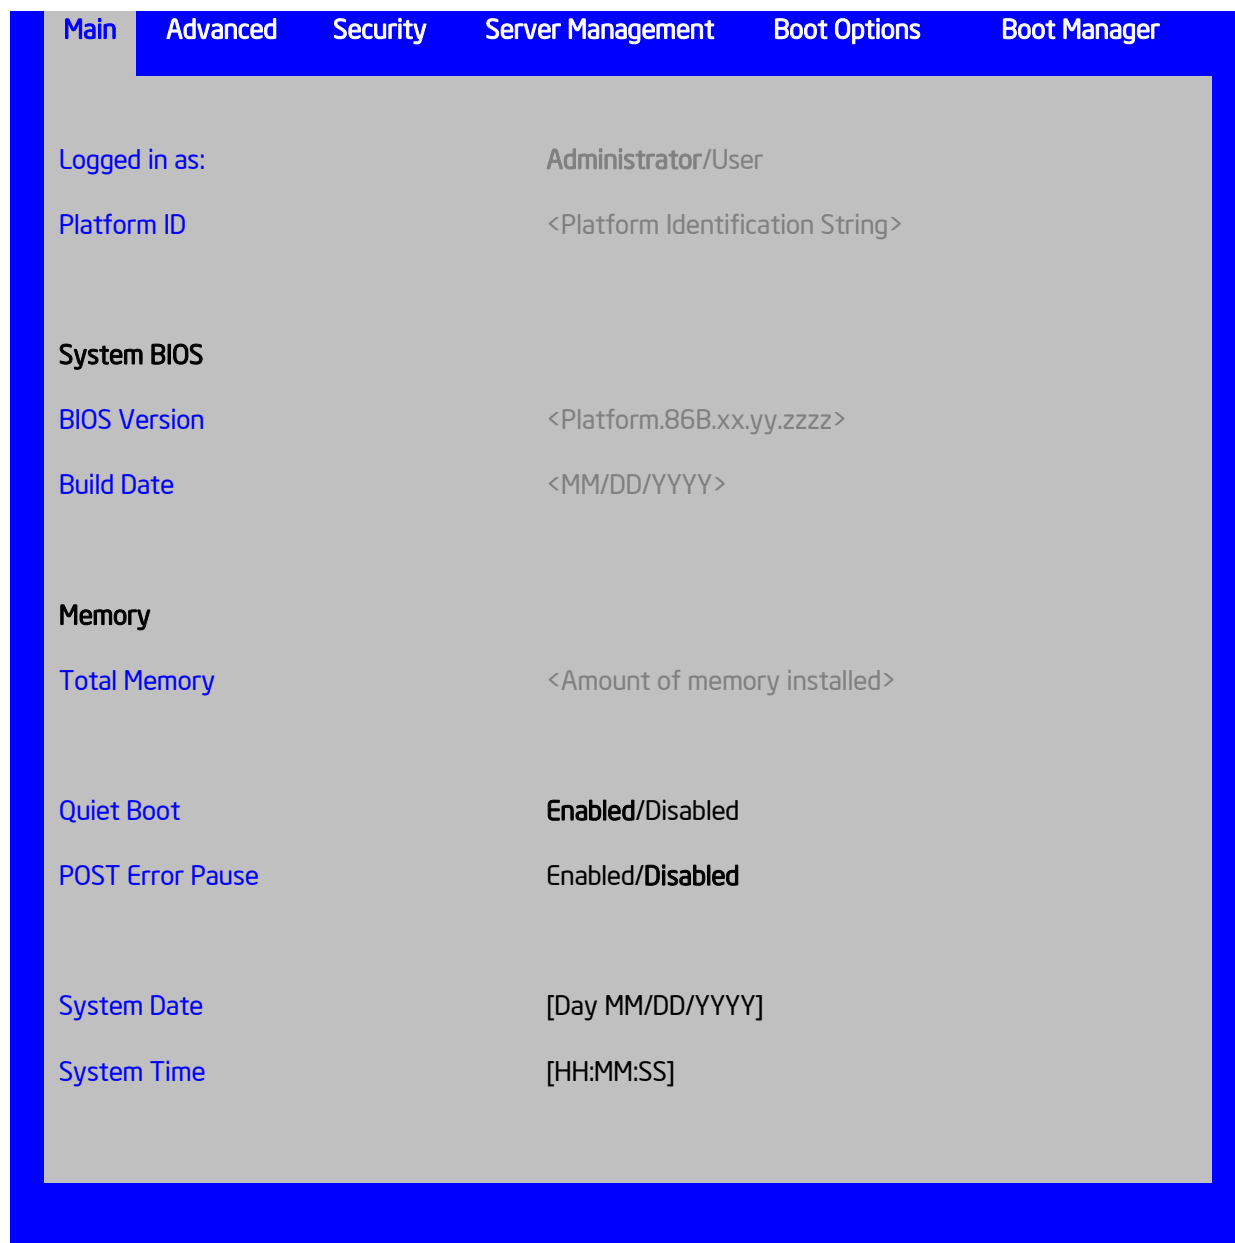 Main Advanced Security Server Management Boot Options Boot Manager
Logged in as: Administrator/User
Platform ID <Platform Identification String>
System BIOS
BIOS Version <Platform.86B.xx.yy.zzzz>
Build Date <MM/DD/YYYY>
Memory
Total Memory <Amount of memory installed>
Quiet Boot Enabled/Disabled
POST Error Pause Enabled/Disabled
System Date [Day MM/DD/YYYY]
System Time [HH:MM:SS]